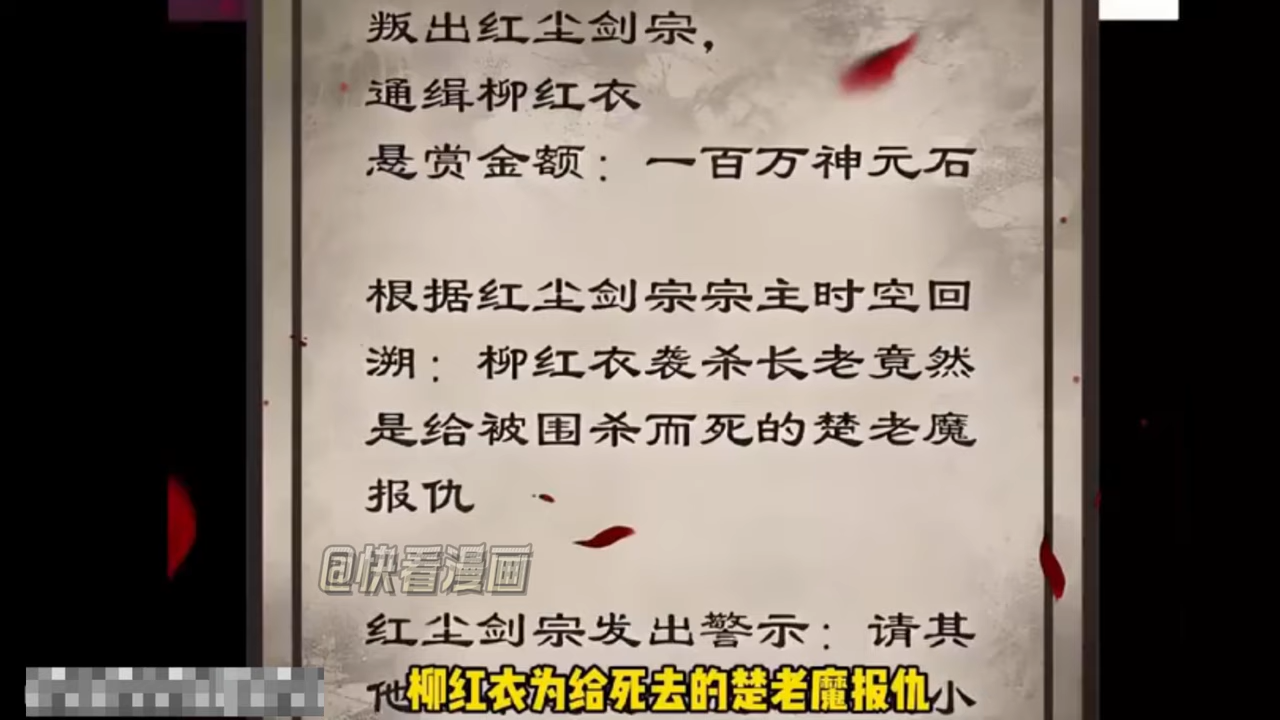 叛出红尘剑宗，
通缉柳红衣
悬赏金额：一百万神元石
根据红尘剑宗宗主时空回
溯：柳红衣袭杀长老竟然
是给被围杀而死的楚老魔
报仇
@快看漫画
红尘剑宗发出警示：请其
他
小
柳红衣为给死去的楚老魔报仇